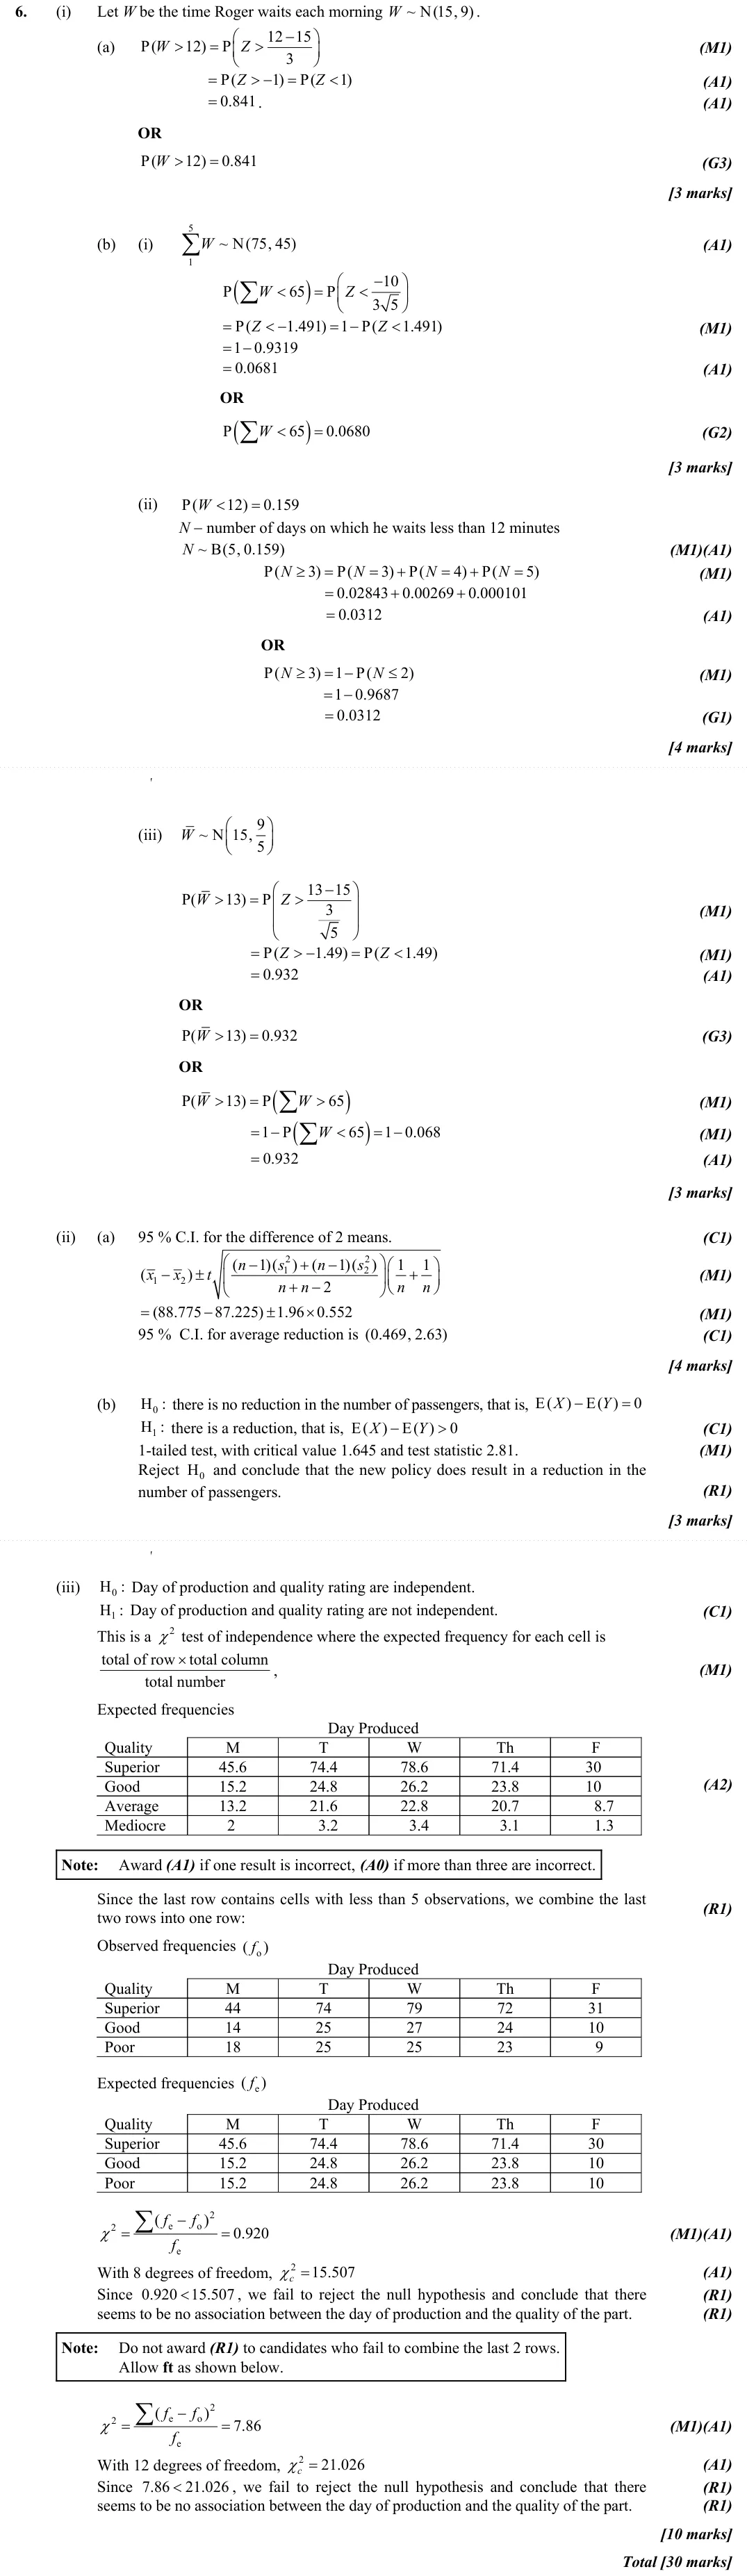 6. (i) Let W be the time Roger waits each morning W ~ N(15, 9).
(a) P(W > 12) = P(Z > (12 − 15)/3) (M1)
= P(Z > −1) = P(Z < 1) (A1)
= 0.841. (A1)
OR
P(W > 12) = 0.841 (G3)
[3 marks]
(b) (i) ∑₁⁵ W ~ N(75, 45) (A1)
P(∑W < 65) = P(Z < −10/(3√5))
= P(Z < −1.491) = 1 − P(Z < 1.491) (M1)
= 1 − 0.9319
= 0.0681 (A1)
OR
P(∑W < 65) = 0.0680 (G2)
[3 marks]
(ii) P(W < 12) = 0.159
N – number of days on which he waits less than 12 minutes
N ~ B(5, 0.159) (M1)(A1)
P(N ≥ 3) = P(N = 3) + P(N = 4) + P(N = 5) (M1)
= 0.02843 + 0.00269 + 0.000101
= 0.0312 (A1)
OR
P(N ≥ 3) = 1 − P(N ≤ 2) (M1)
= 1 − 0.9687
= 0.0312 (G1)
[4 marks]
(iii) W̅ ~ N(15, 9/5)
P(W̅ > 13) = P(Z > (13 − 15)/(3/√5)) (M1)
= P(Z > −1.49) = P(Z < 1.49) (M1)
= 0.932 (A1)
OR
P(W̅ > 13) = 0.932 (G3)
OR
P(W̅ > 13) = P(∑W > 65) (M1)
= 1 − P(∑W < 65) = 1 − 0.068 (M1)
= 0.932 (A1)
[3 marks]
(ii) (a) 95 % C.I. for the difference of 2 means. (C1)
(x̅₁ − x̅₂) ± t√(((n − 1)(s₁²) + (n − 1)(s₂²))/(n + n − 2))(1/n + 1/n) (M1)
= (88.775 − 87.225) ± 1.96 × 0.552 (M1)
95 % C.I. for average reduction is (0.469, 2.63) (C1)
[4 marks]
(b) H₀ : there is no reduction in the number of passengers, that is, E(X) − E(Y) = 0
H₁ : there is a reduction, that is, E(X) − E(Y) > 0 (C1)
1-tailed test, with critical value 1.645 and test statistic 2.81. (M1)
Reject H₀ and conclude that the new policy does result in a reduction in the
number of passengers. (R1)
[3 marks]
(iii) H₀ : Day of production and quality rating are independent.
H₁ : Day of production and quality rating are not independent. (C1)
This is a χ² test of independence where the expected frequency for each cell is
total of row × total column / total number , (M1)
Expected frequencies
Day Produced
Quality M T W Th F
Superior 45.6 74.4 78.6 71.4 30
Good 15.2 24.8 26.2 23.8 10 (A2)
Average 13.2 21.6 22.8 20.7 8.7
Mediocre 2 3.2 3.4 3.1 1.3
Note: Award (A1) if one result is incorrect, (A0) if more than three are incorrect.
Since the last row contains cells with less than 5 observations, we combine the last (R1)
two rows into one row:
Observed frequencies (fₒ)
Day Produced
Quality M T W Th F
Superior 44 74 79 72 31
Good 14 25 27 24 10
Poor 18 25 25 23 9
Expected frequencies (fₑ)
Day Produced
Quality M T W Th F
Superior 45.6 74.4 78.6 71.4 30
Good 15.2 24.8 26.2 23.8 10
Poor 15.2 24.8 26.2 23.8 10
χ² = ∑(fₑ − fₒ)²/fₑ = 0.920 (M1)(A1)
With 8 degrees of freedom, χ_c² = 15.507 (A1)
Since 0.920 < 15.507, we fail to reject the null hypothesis and conclude that there (R1)
seems to be no association between the day of production and the quality of the part. (R1)
Note: Do not award (R1) to candidates who fail to combine the last 2 rows.
Allow ft as shown below.
χ² = ∑(fₑ − fₒ)²/fₑ = 7.86 (M1)(A1)
With 12 degrees of freedom, χ_c² = 21.026 (A1)
Since 7.86 < 21.026, we fail to reject the null hypothesis and conclude that there (R1)
seems to be no association between the day of production and the quality of the part. (R1)
[10 marks]
Total [30 marks]